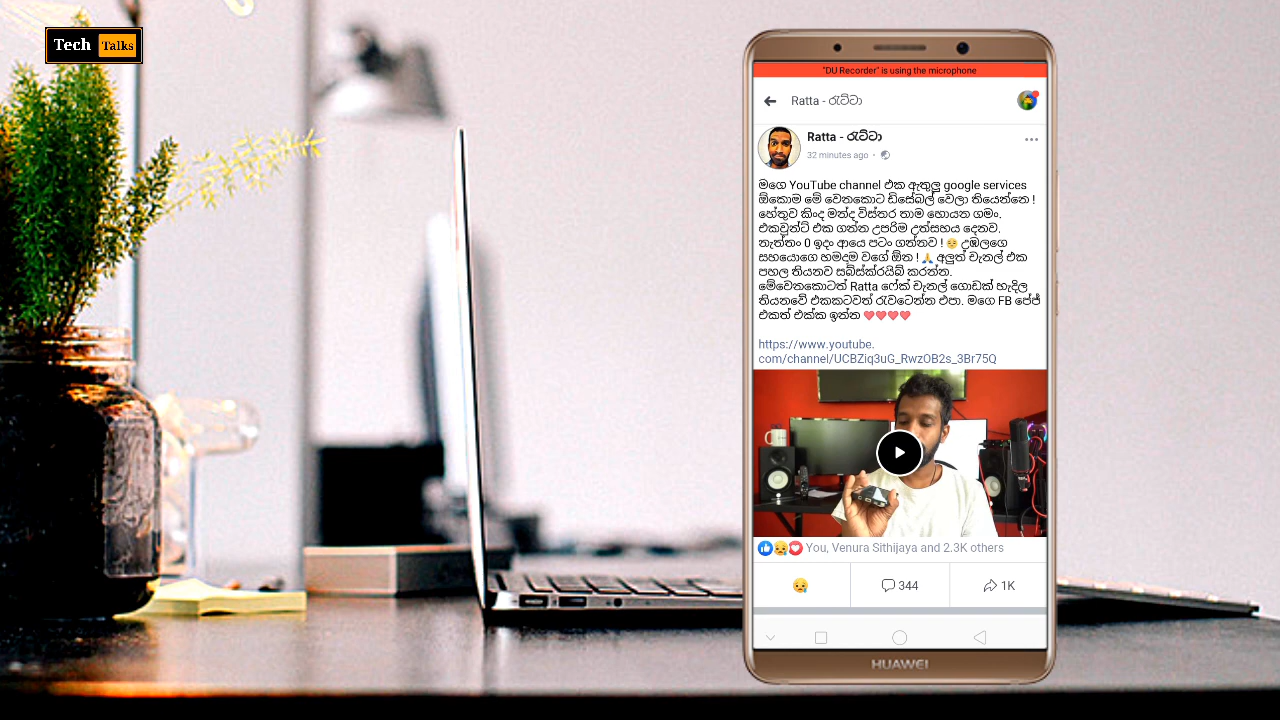 Tech Talks
"DU Recorder" is using the microphone
Ratta - රැට්ටා
Ratta - රැට්ටා
32 minutes ago
මගෙ YouTube channel එක ඇතුලු google services
ඔක්කොම මේ වෙනකොට ඩිසේබල් වෙලා තියෙන්නෙ !
හේතුව කිංද මන්ද විස්තර තාම හොයන ගමං.
එකවුන්ට් එක ගන්න උපරිම උත්සහය දෙනව.
නැත්තං 0 ඉදං ආයෙ පටං ගන්නව ! 😔 උඹලගෙ
සහයොගෙ හමදම වගේ ඕන ! 🙏 අලුත් චැනල් එක
පහල තියනව සබ්ස්ක්රයිබ් කරන්න.
මේවෙනකොටත් Ratta ෆේක් චැනල් ගොඩක් හැදිල
තියනවේ එකකටවත් රැවටෙන්න එපා. මගෙ FB පේජ්
එකත් එක්ක ඉන්න ❤❤❤❤
https://www.youtube.
com/channel/UCBZiq3uG_RwzOB2s_3Br75Q
You, Venura Sithijaya and 2.3K others
344
1K
HUAWEI